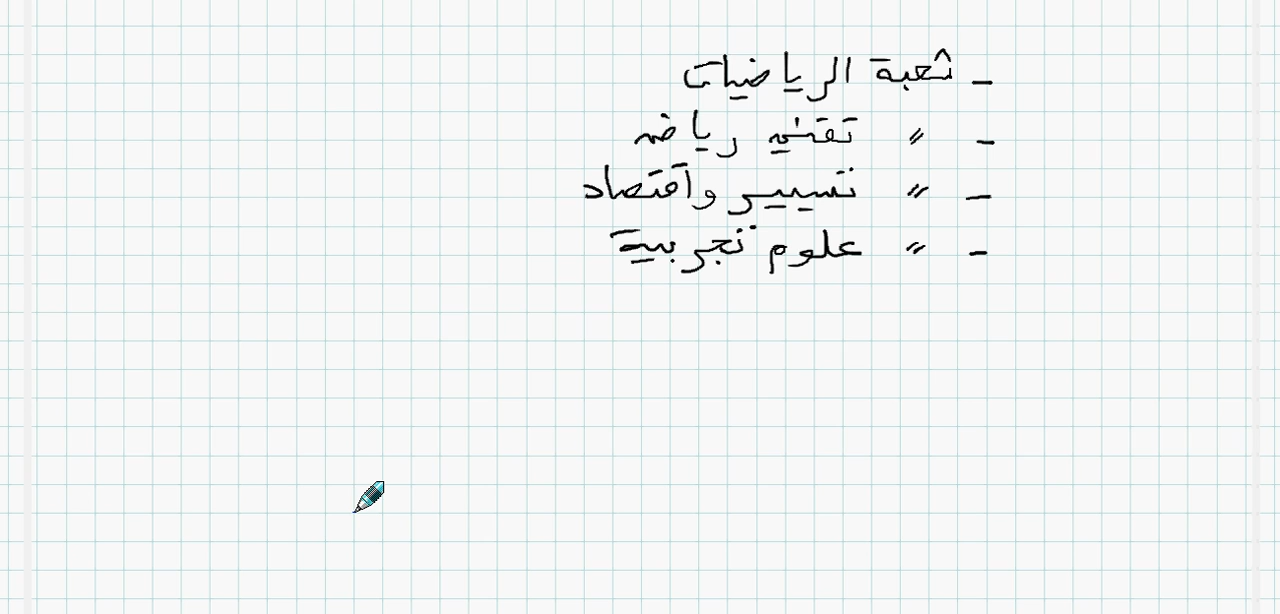 - شعبة الرياضيات
- " تقني رياضي
- " تسيير واقتصاد
- " علوم تجريبية